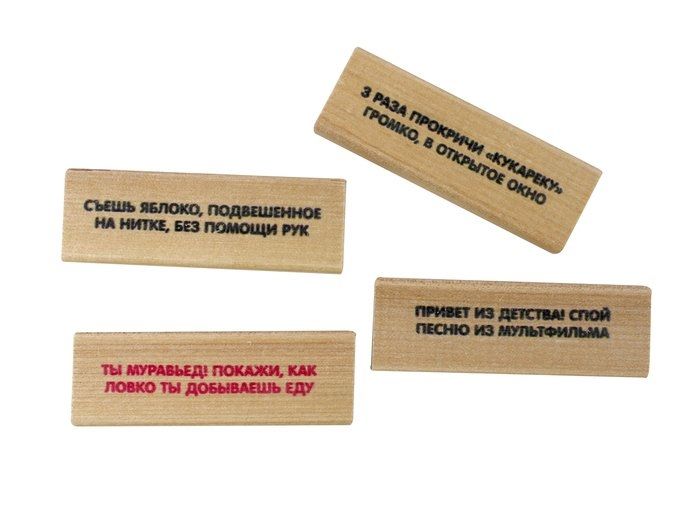 3 РАЗА ПРОКРИЧИ «КУКАРЕКУ»
ГРОМКО, В ОТКРЫТОЕ ОКНО
СЪЕШЬ ЯБЛОКО, ПОДВЕШЕННОЕ
НА НИТКЕ, БЕЗ ПОМОЩИ РУК
ПРИВЕТ ИЗ ДЕТСТВА! СПОЙ
ПЕСНЮ ИЗ МУЛЬТФИЛЬМА
ТЫ МУРАВЬЕД! ПОКАЖИ, КАК
ЛОВКО ТЫ ДОБЫВАЕШЬ ЕДУ